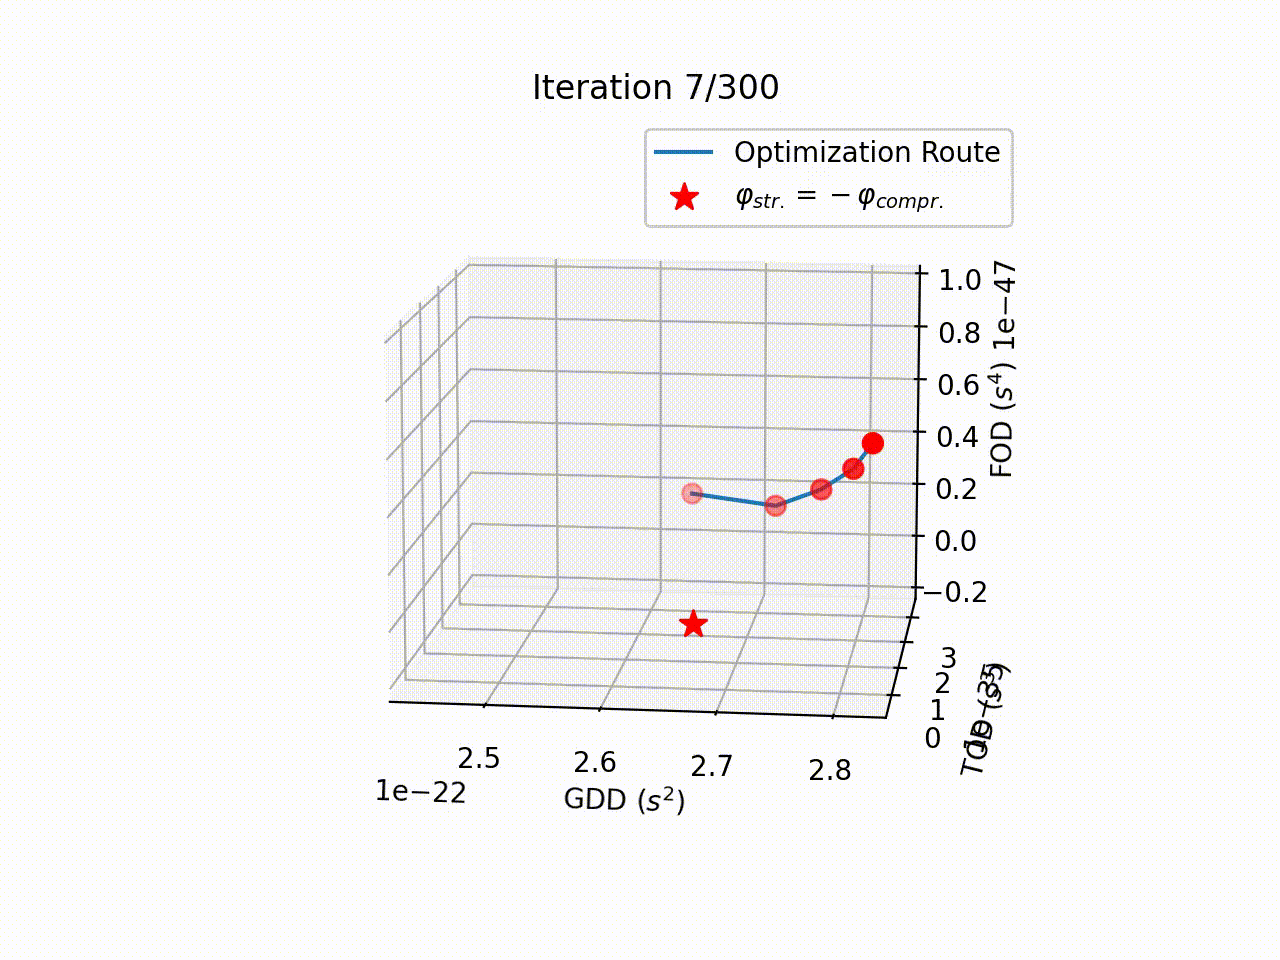 Iteration 7/300
Optimization Route
φstr. = − φcompr.
1.0
0.8
0.6
0.4
0.2
0.0
−0.2
FOD (s⁴) 1e−47
3
2
1
0
TOD (s³)
2.5
2.6
2.7
2.8
1e−22
GDD (s²)